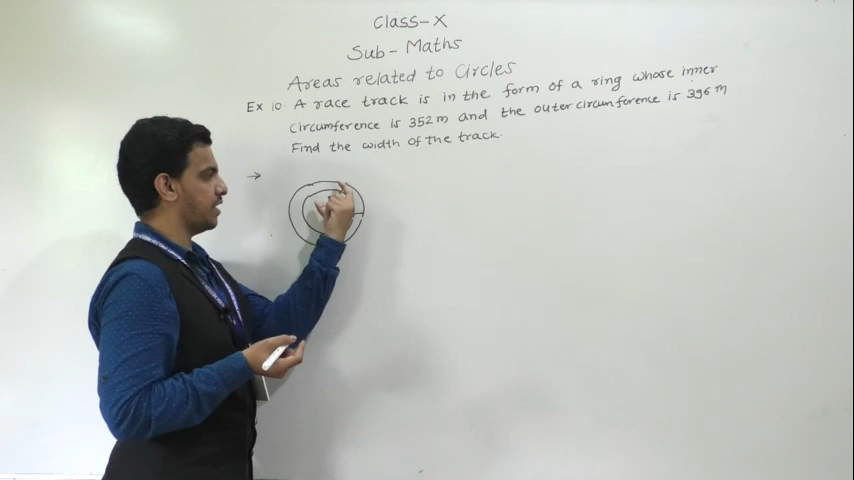 Class-X
Sub- Maths
Areas related to Circles
Ex 10. A race track is in the form of a ring whose inner
circumference is 352 m and the outer circumference is 396 m
Find the width of the track.